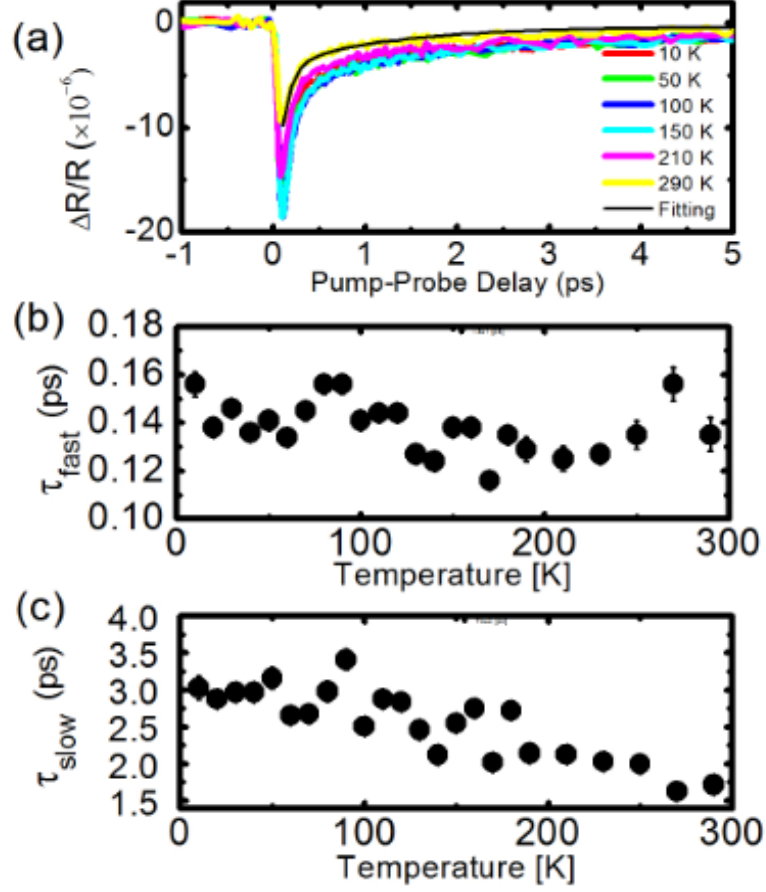 (a)
0
-10
-20
ΔR/R (×10⁻⁶)
10 K
50 K
100 K
150 K
210 K
290 K
Fitting
-1 0 1 2 3 4 5
Pump-Probe Delay (ps)
(b)
0.18
0.16
0.14
0.12
0.10
τfast (ps)
0 100 200 300
Temperature [K]
(c)
4.0
3.5
3.0
2.5
2.0
1.5
τslow (ps)
0 100 200 300
Temperature [K]